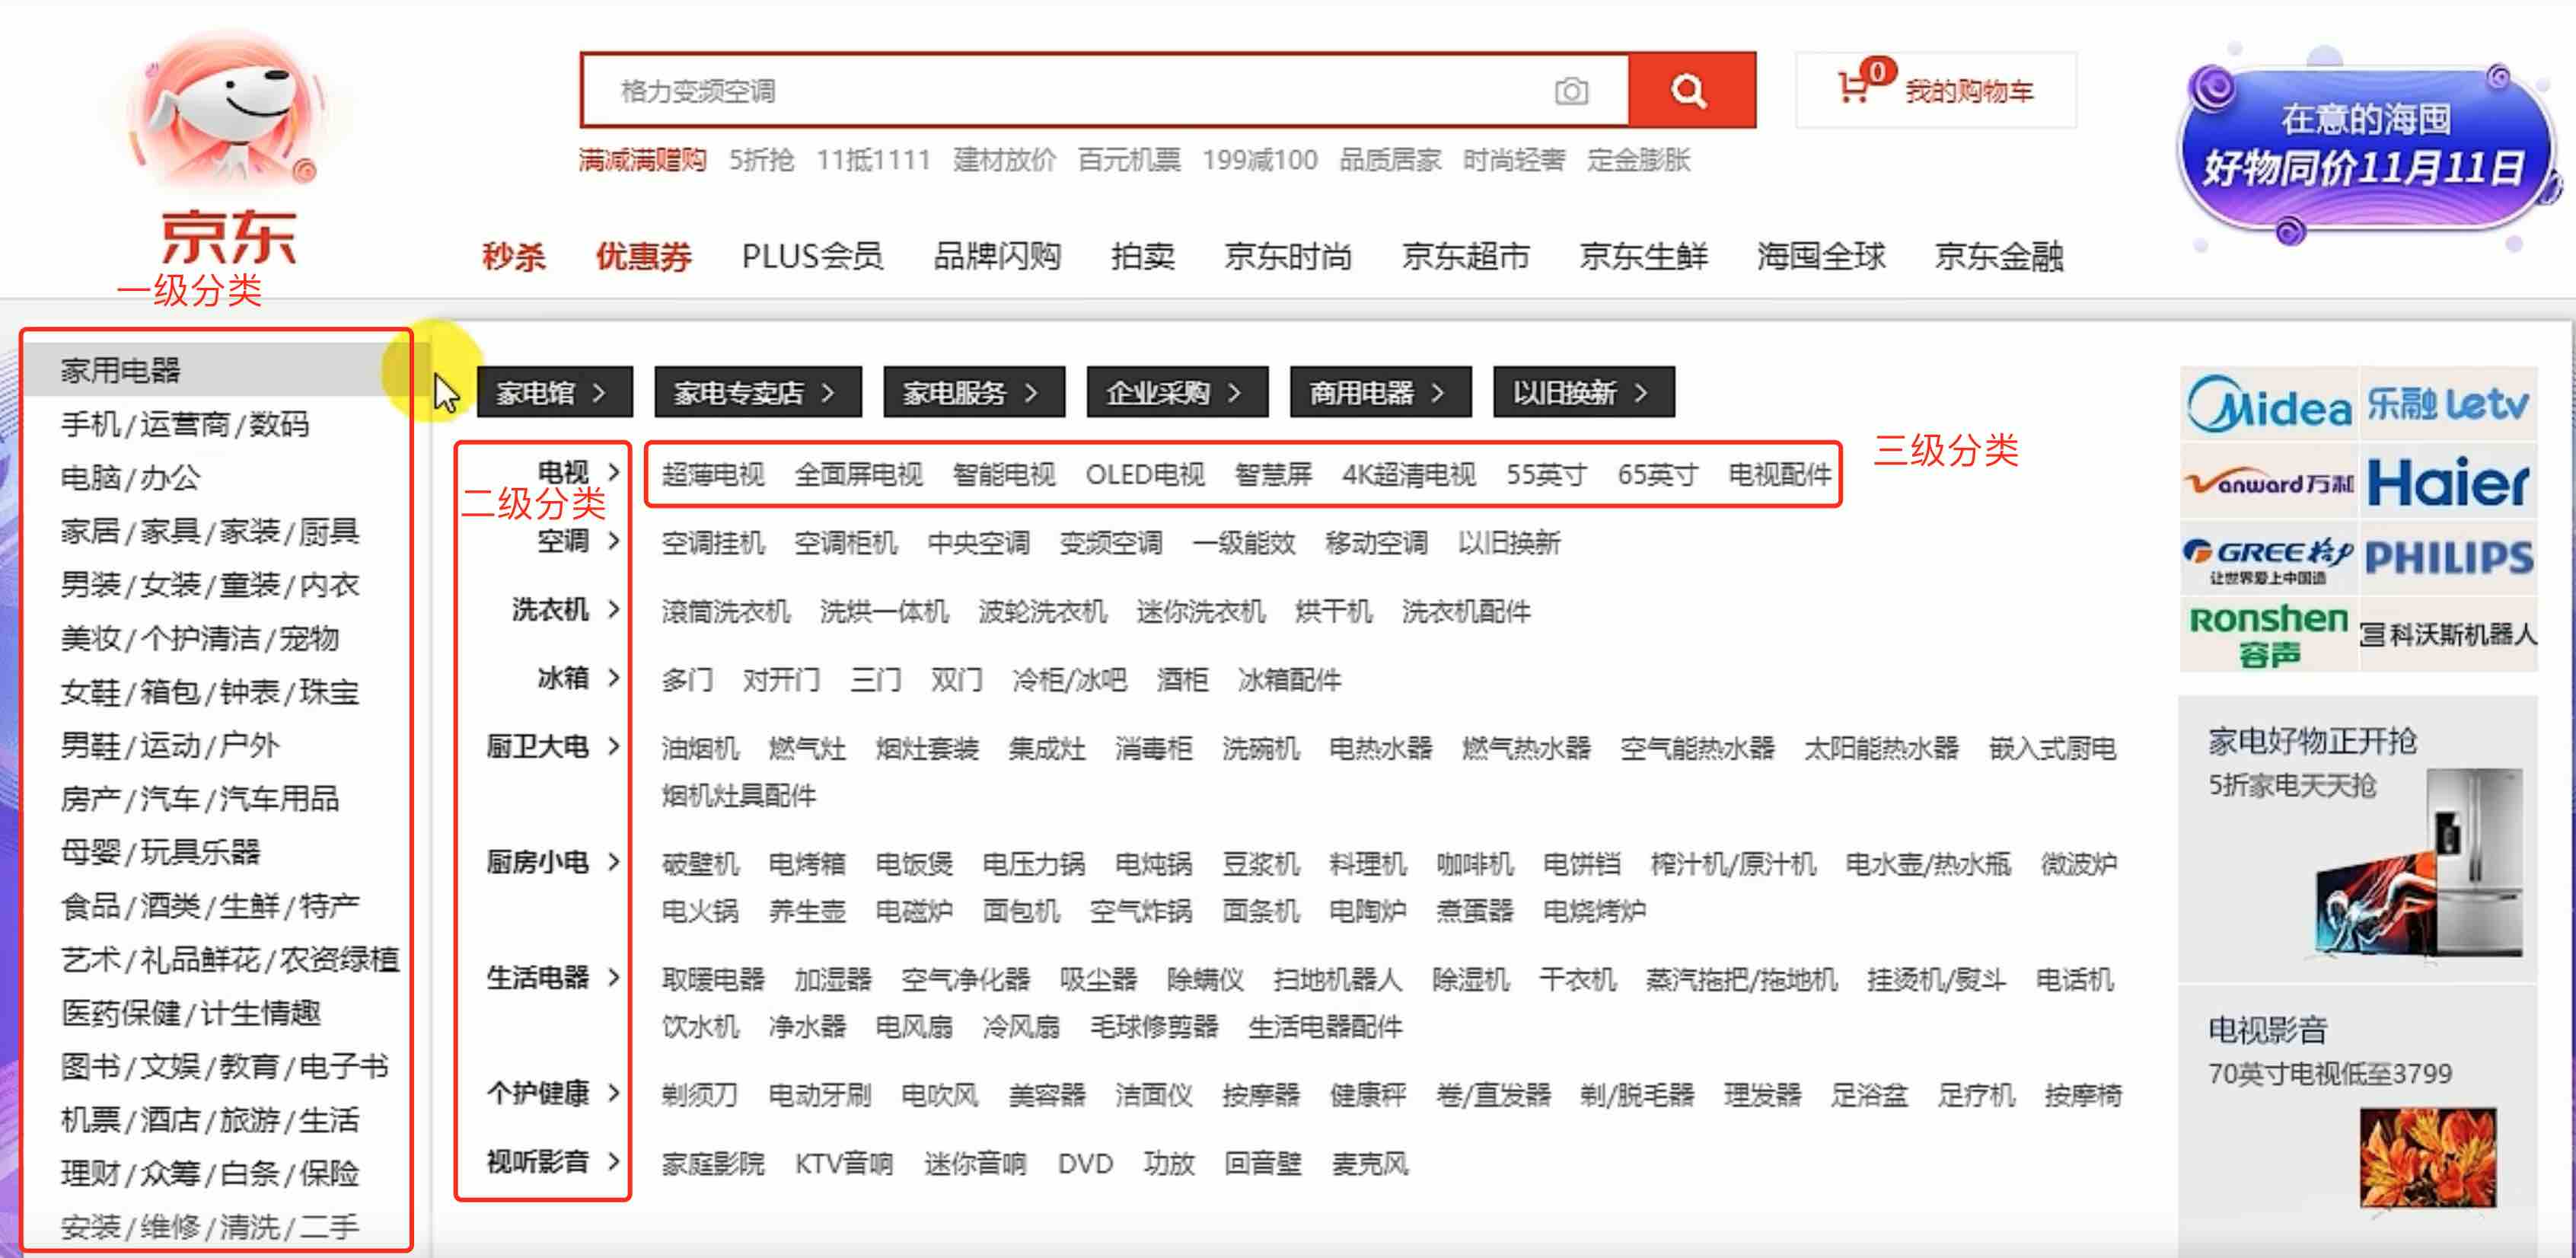 格力变频空调
0 我的购物车
在意的海囤
好物同价11月11日
满减满赠购 5折抢 11抵1111 建材放价 百元机票 199减100 品质居家 时尚轻奢 定金膨胀
京东
秒杀 优惠券 PLUS会员 品牌闪购 拍卖 京东时尚 京东超市 京东生鲜 海囤全球 京东金融
一级分类
家用电器
手机/运营商/数码
电脑/办公
家居/家具/家装/厨具
男装/女装/童装/内衣
美妆/个护清洁/宠物
女鞋/箱包/钟表/珠宝
男鞋/运动/户外
房产/汽车/汽车用品
母婴/玩具乐器
食品/酒类/生鲜/特产
艺术/礼品鲜花/农资绿植
医药保健/计生情趣
图书/文娱/教育/电子书
机票/酒店/旅游/生活
理财/众筹/白条/保险
安装/维修/清洗/二手
家电馆 > 家电专卖店 > 家电服务 > 企业采购 > 商用电器 > 以旧换新 >
电视 > 超薄电视 全面屏电视 智能电视 OLED电视 智慧屏 4K超清电视 55英寸 65英寸 电视配件
三级分类
二级分类
空调 > 空调挂机 空调柜机 中央空调 变频空调 一级能效 移动空调 以旧换新
洗衣机 > 滚筒洗衣机 洗烘一体机 波轮洗衣机 迷你洗衣机 烘干机 洗衣机配件
冰箱 > 多门 对开门 三门 双门 冷柜/冰吧 酒柜 冰箱配件
厨卫大电 > 油烟机 燃气灶 烟灶套装 集成灶 消毒柜 洗碗机 电热水器 燃气热水器 空气能热水器 太阳能热水器 嵌入式厨电
烟机灶具配件
厨房小电 > 破壁机 电烤箱 电饭煲 电压力锅 电炖锅 豆浆机 料理机 咖啡机 电饼铛 榨汁机/原汁机 电水壶/热水瓶 微波炉
电火锅 养生壶 电磁炉 面包机 空气炸锅 面条机 电陶炉 煮蛋器 电烧烤炉
生活电器 > 取暖电器 加湿器 空气净化器 吸尘器 除螨仪 扫地机器人 除湿机 干衣机 蒸汽拖把/拖地机 挂烫机/熨斗 电话机
饮水机 净水器 电风扇 冷风扇 毛球修剪器 生活电器配件
个护健康 > 剃须刀 电动牙刷 电吹风 美容器 洁面仪 按摩器 健康秤 卷/直发器 剃/脱毛器 理发器 足浴盆 足疗机 按摩椅
视听影音 > 家庭影院 KTV音响 迷你音响 DVD 功放 回音壁 麦克风
Midea 乐融Letv
Vanward万和 Haier
GREE格力 PHILIPS
让世界爱上中国造
Ronshen
容声
科沃斯机器人
家电好物正开抢
5折家电天天抢
电视影音
70英寸电视低至3799